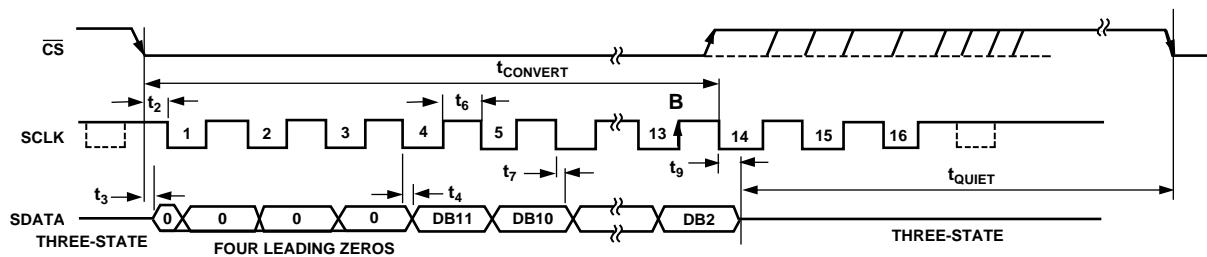 CS
tCONVERT
t2
t6
B
SCLK
1 2 3 4 5 13 14 15 16
t3
t4
t7
t9
tQUIET
SDATA
0 0 0 0 DB11 DB10 DB2
THREE-STATE
FOUR LEADING ZEROS
THREE-STATE